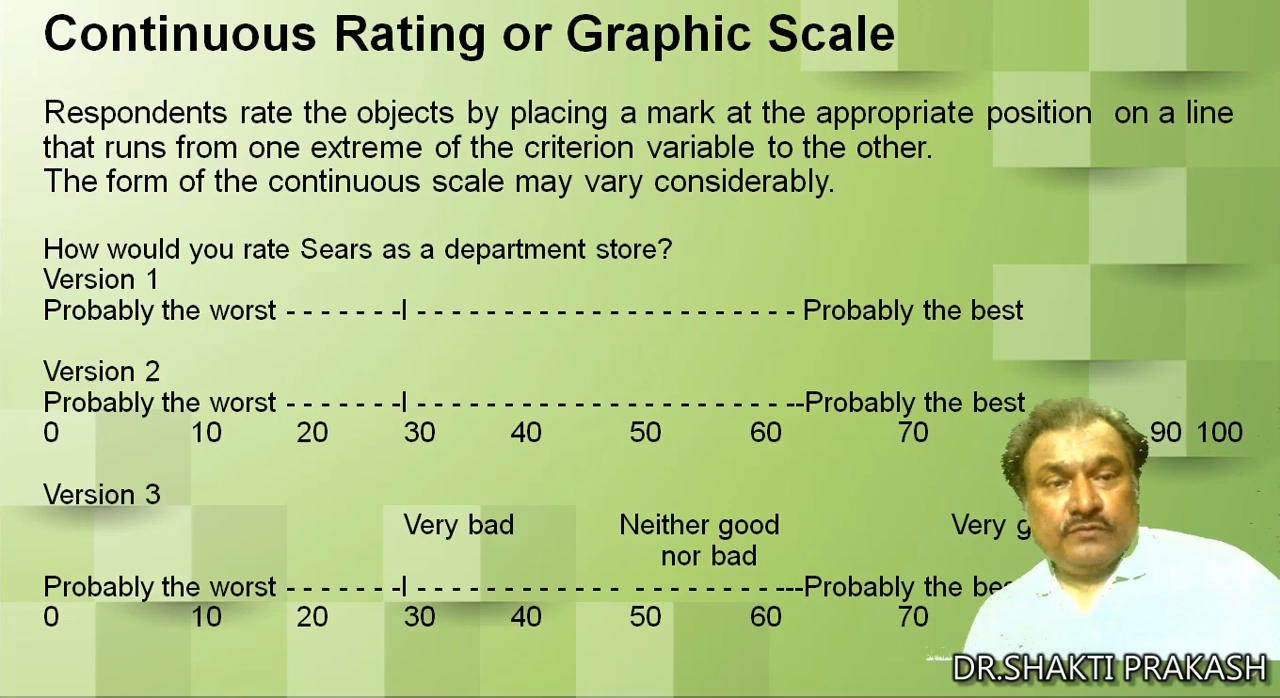 Continuous Rating or Graphic Scale
Respondents rate the objects by placing a mark at the appropriate position on a line
that runs from one extreme of the criterion variable to the other.
The form of the continuous scale may vary considerably.
How would you rate Sears as a department store?
Version 1
Probably the worst - - - - - - -I - - - - - - - - - - - - - - - - - - - - - - Probably the best
Version 2
Probably the worst - - - - - - -I - - - - - - - - - - - - - - - - - - - - - --Probably the best
0 10 20 30 40 50 60 70 90 100
Version 3
Very bad Neither good Very
nor bad
Probably the worst - - - - - - -I - - - - - - - - - - - - - - - - - - - - ---Probably the
0 10 20 30 40 50 60 70
DR.SHAKTI PRAKASH